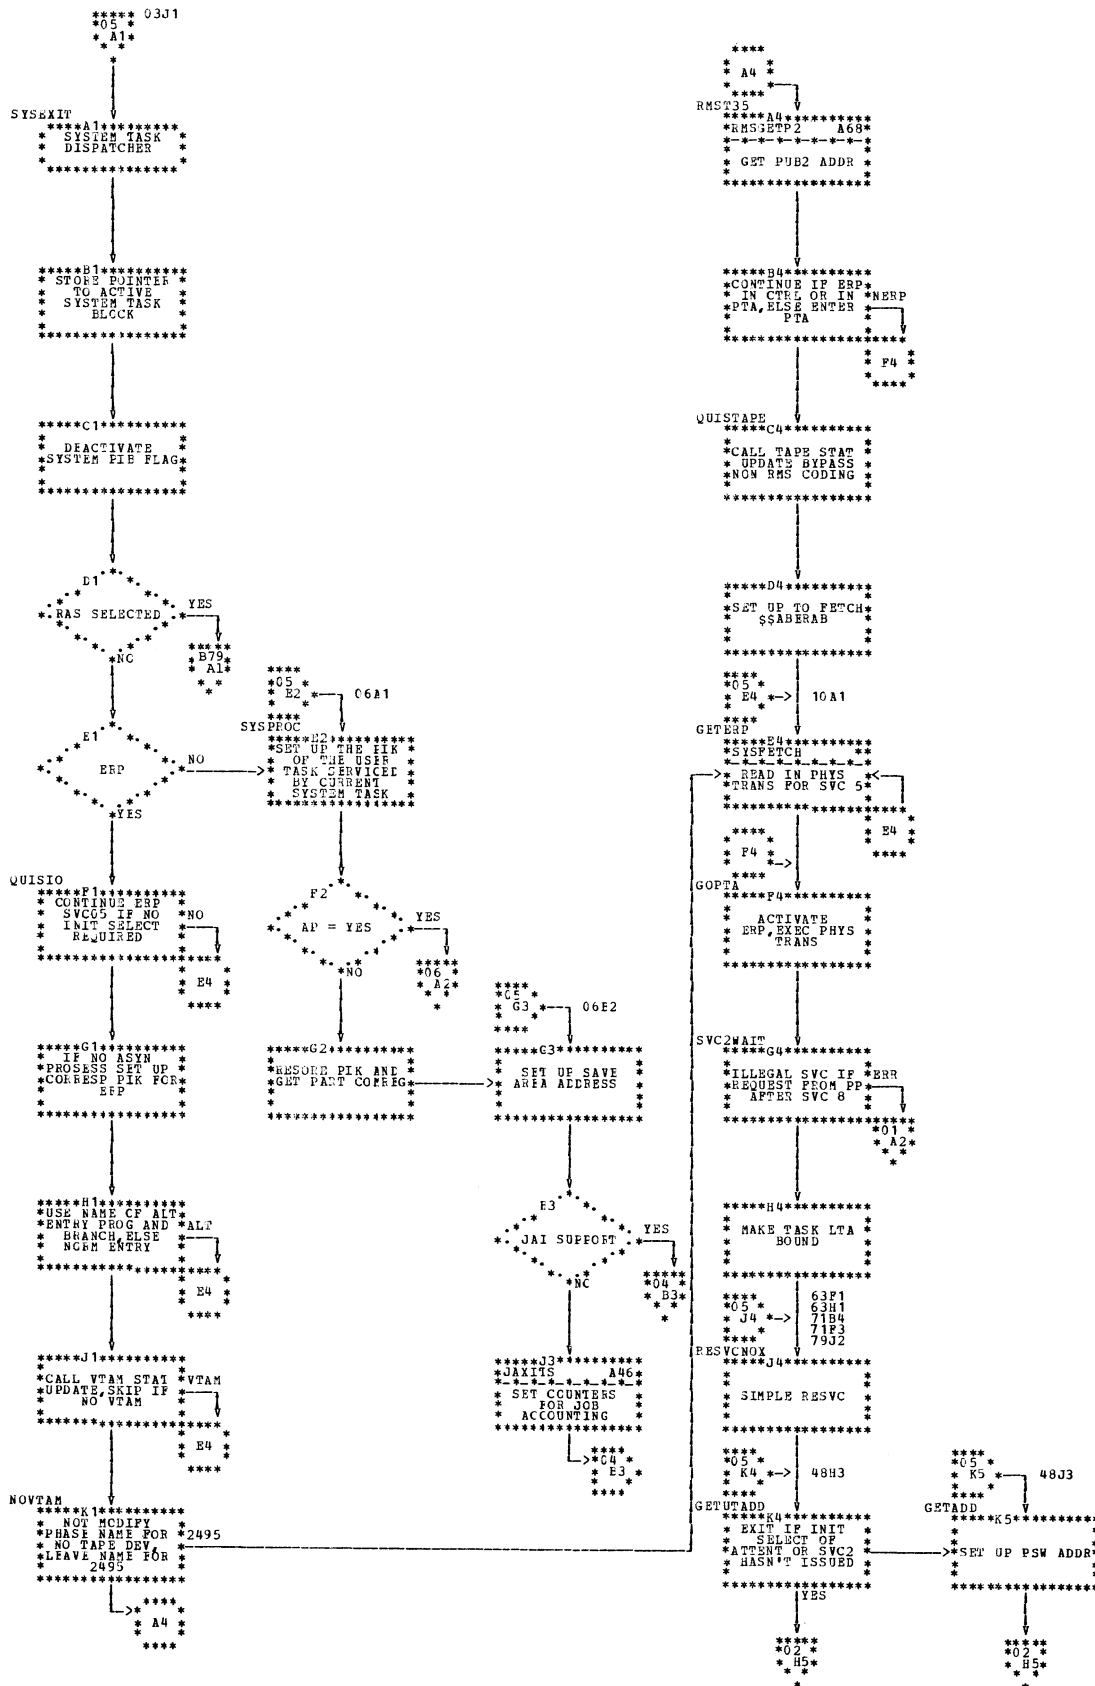 03J1
05
A1
SYSEXIT
A1
SYSTEM TASK
DISPATCHER
B1
STORE POINTER
TO ACTIVE
SYSTEM TASK
BLOCK
C1
DEACTIVATE
SYSTEM PIB FLAG
D1
RAS SELECTED
YES
B79
A1
NO
E1
ERP
NO
YES
05
E2
06A1
SYSPROC
E2
SET UP THE PIK
OF THE USER
TASK SERVICED
BY CURRENT
SYSTEM TASK
QUISIO
F1
CONTINUE ERP
SVC05 IF NO
INIT SELECT
REQUIRED
NO
E4
F2
AP = YES
YES
06
A2
NO
G1
IF NO ASYN
PROSESS SET UP
CORRESP PIK FOR
ERP
G2
RESORE PIK AND
GET PART COMREG
05
G3
06E2
G3
SET UP SAVE
AREA ADDRESS
H1
USE NAME OF ALT
ENTRY PROG AND
BRANCH,ELSE
NORM ENTRY
ALT
E4
H3
JAI SUPPORT
YES
04
B3
NO
J1
CALL VTAM STAT
UPDATE,SKIP IF
NO VTAM
VTAM
E4
J3
JAXITS A46
SET COUNTERS
FOR JOB
ACCOUNTING
04
B3
NOVTAM
K1
NOT MODIFY
PHASE NAME FOR
NO TAPE DEV,
LEAVE NAME FOR
2495
2495
A4
A4
RMST35
A4
RMSGETP2 A68
GET PUB2 ADDR
B4
CONTINUE IF ERP
IN CTRL OR IN
PTA,ELSE ENTER
PTA
NERP
F4
QUISTAPE
C4
CALL TAPE STAT
UPDATE BYPASS
NON RMS CODING
D4
SET UP TO FETCH
$$ABERAB
05
E4
10A1
GETERP
E4
SYSFETCH
READ IN PHYS
TRANS FOR SVC 5
E4
F4
GOPTA
F4
ACTIVATE
ERP,EXEC PHYS
TRANS
SVC2WAIT
G4
ILLEGAL SVC IF
REQUEST FROM PP
AFTER SVC 8
ERR
01
A2
H4
MAKE TASK LTA
BOUND
05
J4
63F1
63H1
71B4
71F3
79J2
RESVCNOX
J4
SIMPLE RESVC
05
K4
48H3
GETUTADD
K4
EXIT IF INIT
SELECT OF
ATTENT OR SVC2
HASN'T ISSUED
YES
02
H5
05
K5
48J3
GETADD
K5
SET UP PSW ADDR
02
H5